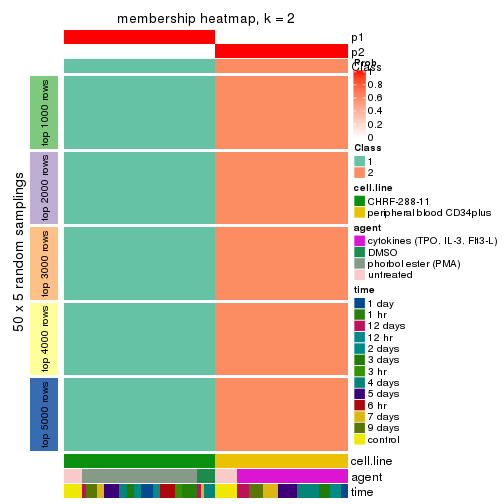 membership heatmap, k = 2
p1
p2
Class
Prob
1
0.8
0.6
0.4
0.2
0
Class
1
2
cell.line
CHRF-288-11
peripheral blood CD34plus
agent
cytokines (TPO, IL-3, Flt3-L)
DMSO
phorbol ester (PMA)
untreated
time
1 day
1 hr
12 days
12 hr
2 days
3 days
3 hr
4 days
5 days
6 hr
7 days
9 days
control
cell.line
agent
time
50 x 5 random samplings
top 1000 rows
top 2000 rows
top 3000 rows
top 4000 rows
top 5000 rows